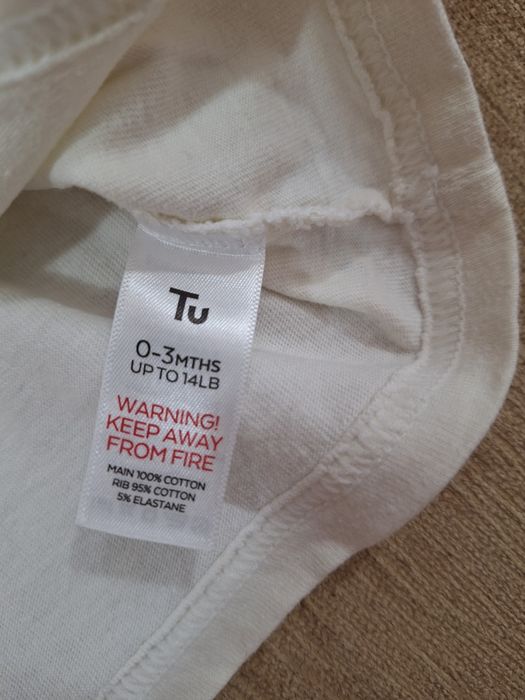 Tu
0-3MTHS
UP TO 14LB
WARNING!
KEEP AWAY
FROM FIRE
MAIN 100% COTTON
RIB 95% COTTON
5% ELASTANE